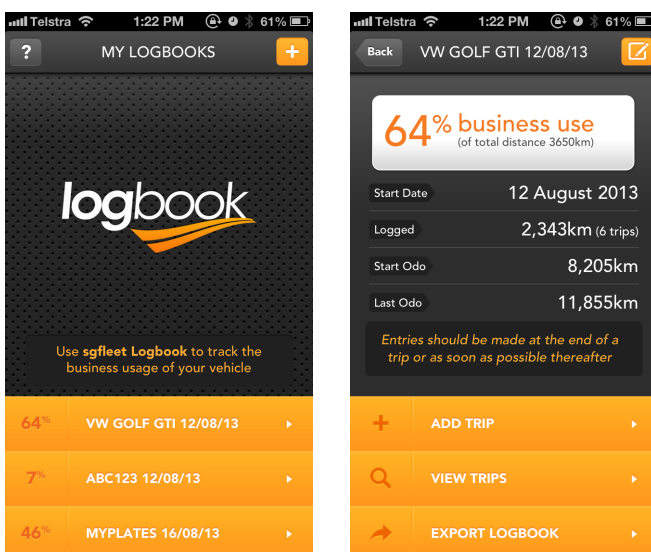 Telstra 1:22 PM 61%
? MY LOGBOOKS +
logbook
Use sgfleet Logbook to track the
business usage of your vehicle
64% VW GOLF GTI 12/08/13
7% ABC123 12/08/13
46% MYPLATES 16/08/13
Telstra 1:22 PM 61%
Back VW GOLF GTI 12/08/13
64% business use
(of total distance 3650km)
Start Date 12 August 2013
Logged 2,343km (6 trips)
Start Odo 8,205km
Last Odo 11,855km
Entries should be made at the end of a
trip or as soon as possible thereafter
+ ADD TRIP
VIEW TRIPS
EXPORT LOGBOOK